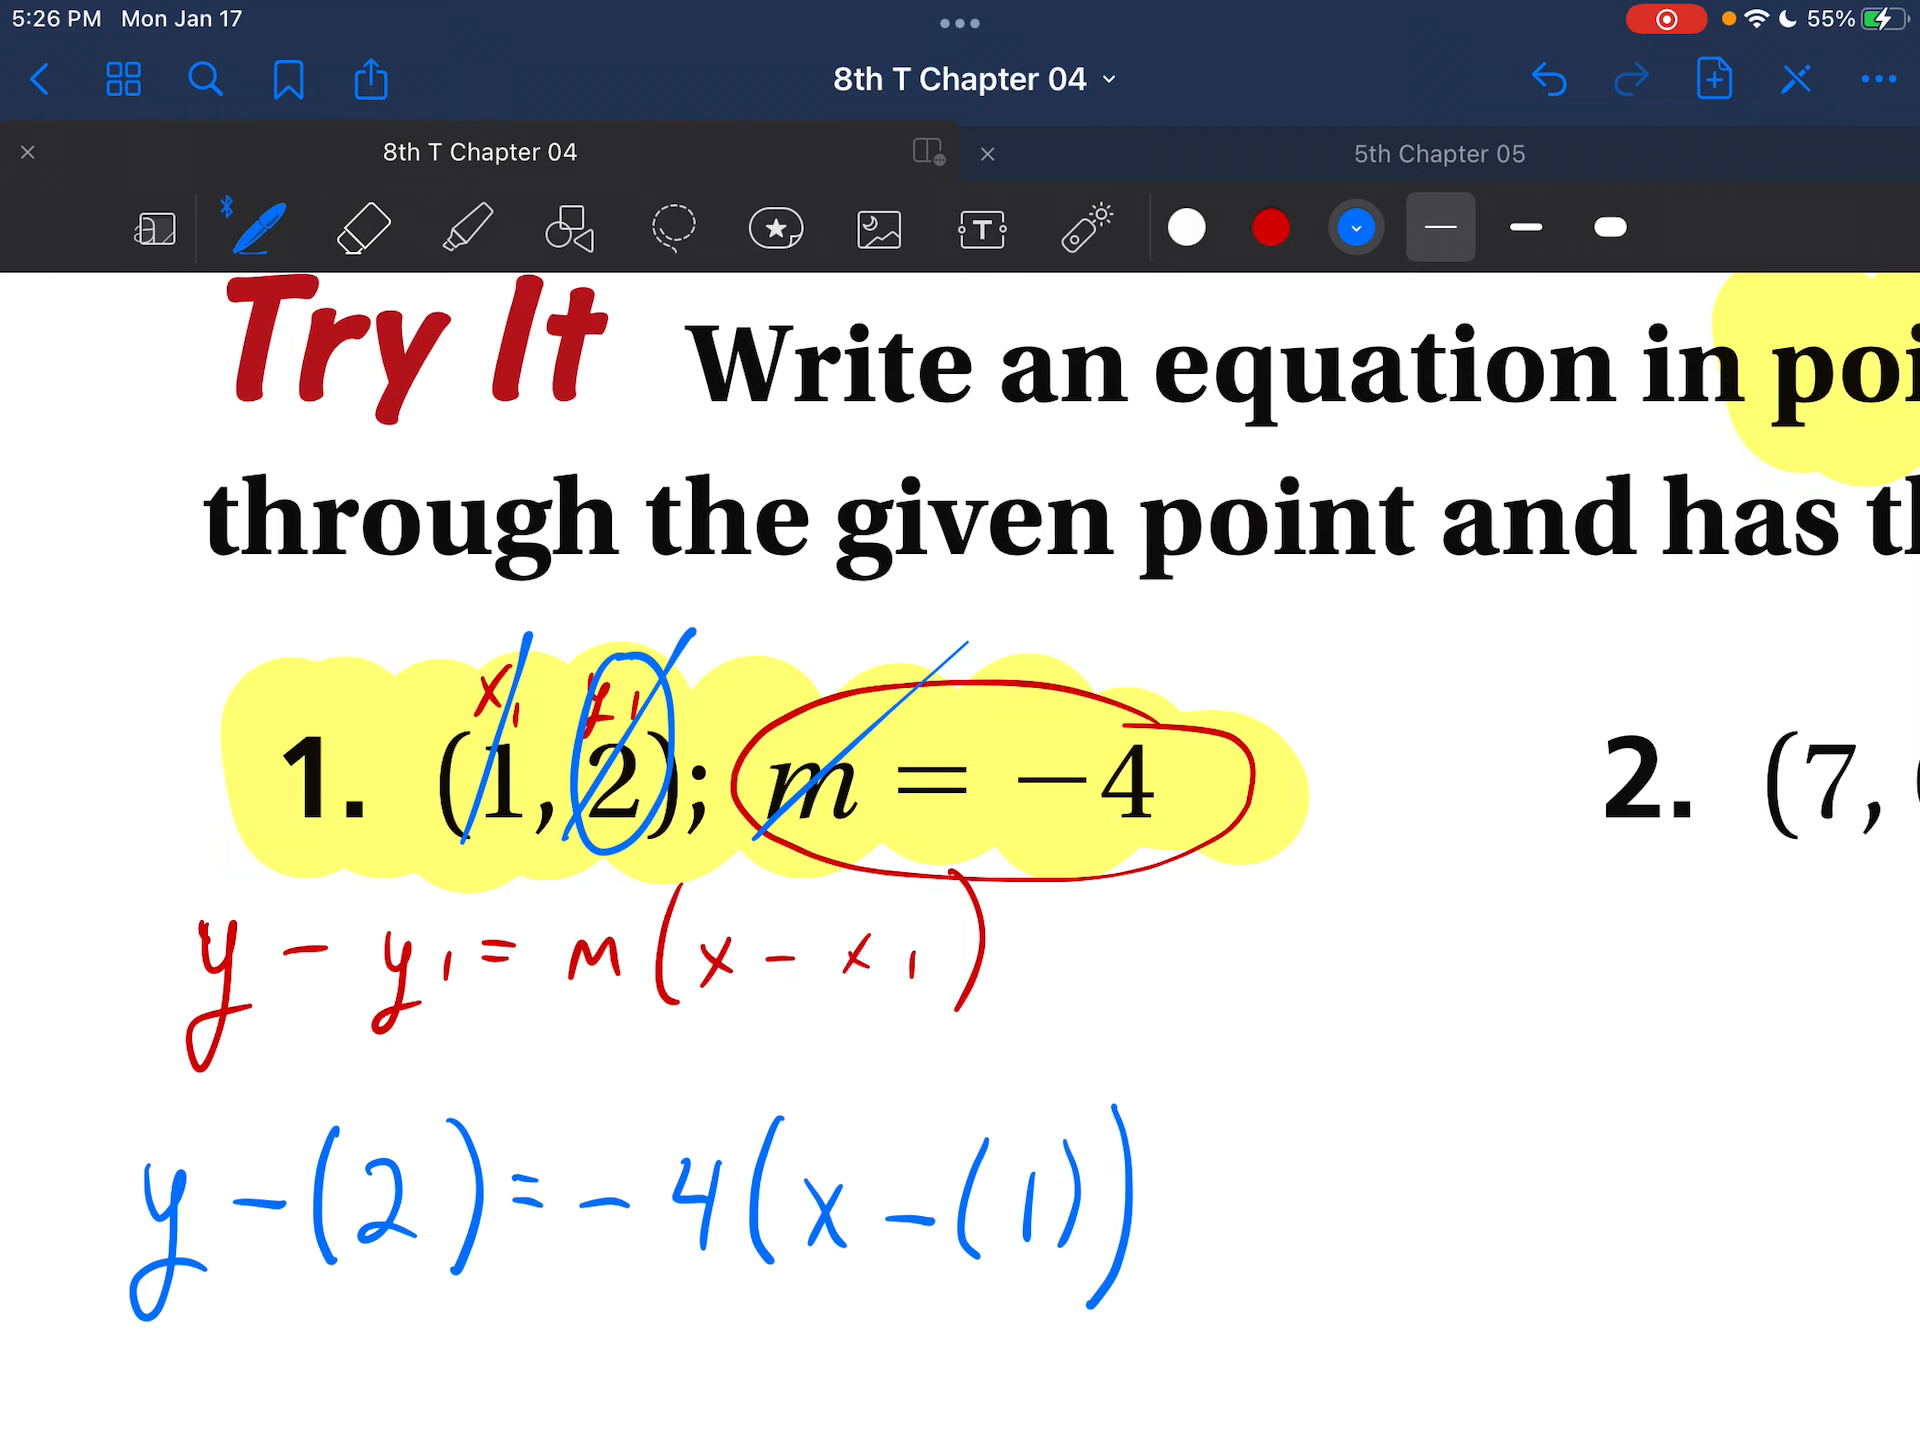 5:26 PM Mon Jan 17
55%
8th T Chapter 04
8th T Chapter 04
5th Chapter 05
Try It Write an equation in poi
through the given point and has th
x₁ y₁
1. (1, 2); m = −4
2. (7,
y − y₁ = m(x − x₁)
y − (2) = −4(x − (1))